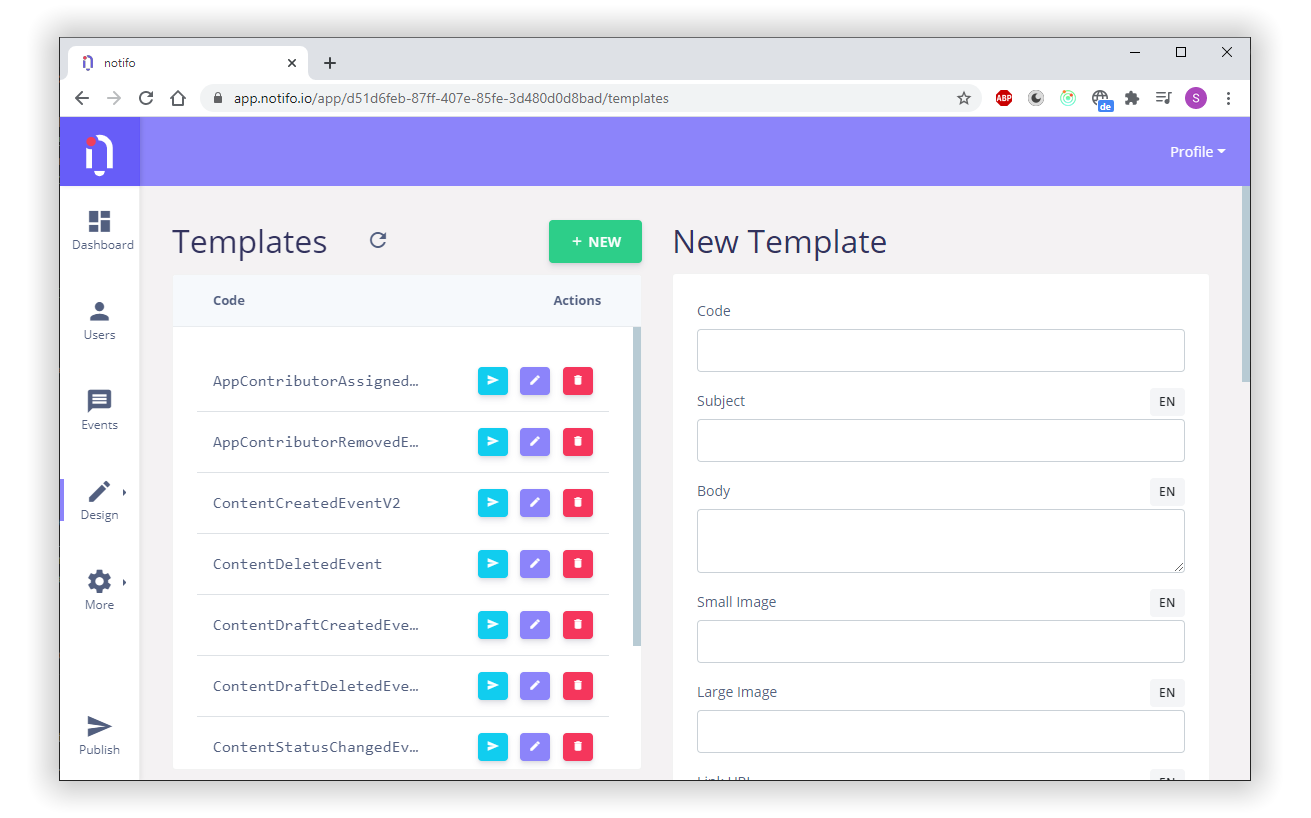 notifo
app.notifo.io/app/d51d6feb-87ff-407e-85fe-3d480d0d8bad/templates
ABP
de
S
Profile
Dashboard
Users
Events
Design
More
Publish
Templates
+ NEW
Code Actions
AppContributorAssigned…
AppContributorRemovedE…
ContentCreatedEventV2
ContentDeletedEvent
ContentDraftCreatedEve…
ContentDraftDeletedEve…
ContentStatusChangedEv…
New Template
Code
Subject EN
Body EN
Small Image EN
Large Image EN
Link URL EN